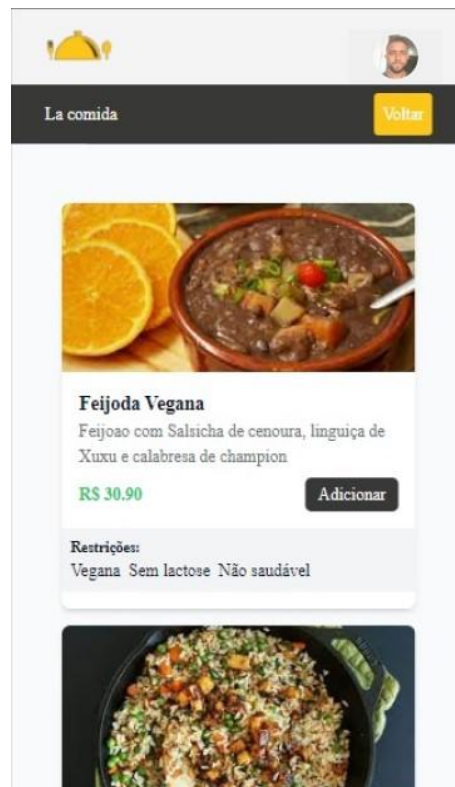 La comida
Voltar
Feijoda Vegana
Feijoao com Salsicha de cenoura, linguiça de
Xuxu e calabresa de champion
R$ 30.90
Adicionar
Restrições:
Vegana Sem lactose Não saudável